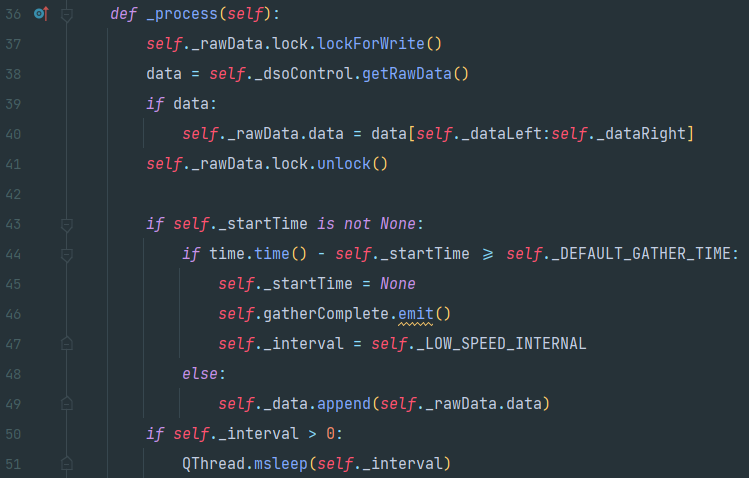 36 def _process(self):
37 self._rawData.lock.lockForWrite()
38 data = self._dsoControl.getRawData()
39 if data:
40 self._rawData.data = data[self._dataLeft:self._dataRight]
41 self._rawData.lock.unlock()
42
43 if self._startTime is not None:
44 if time.time() - self._startTime >= self._DEFAULT_GATHER_TIME:
45 self._startTime = None
46 self.gatherComplete.emit()
47 self._interval = self._LOW_SPEED_INTERNAL
48 else:
49 self._data.append(self._rawData.data)
50 if self._interval > 0:
51 QThread.msleep(self._interval)